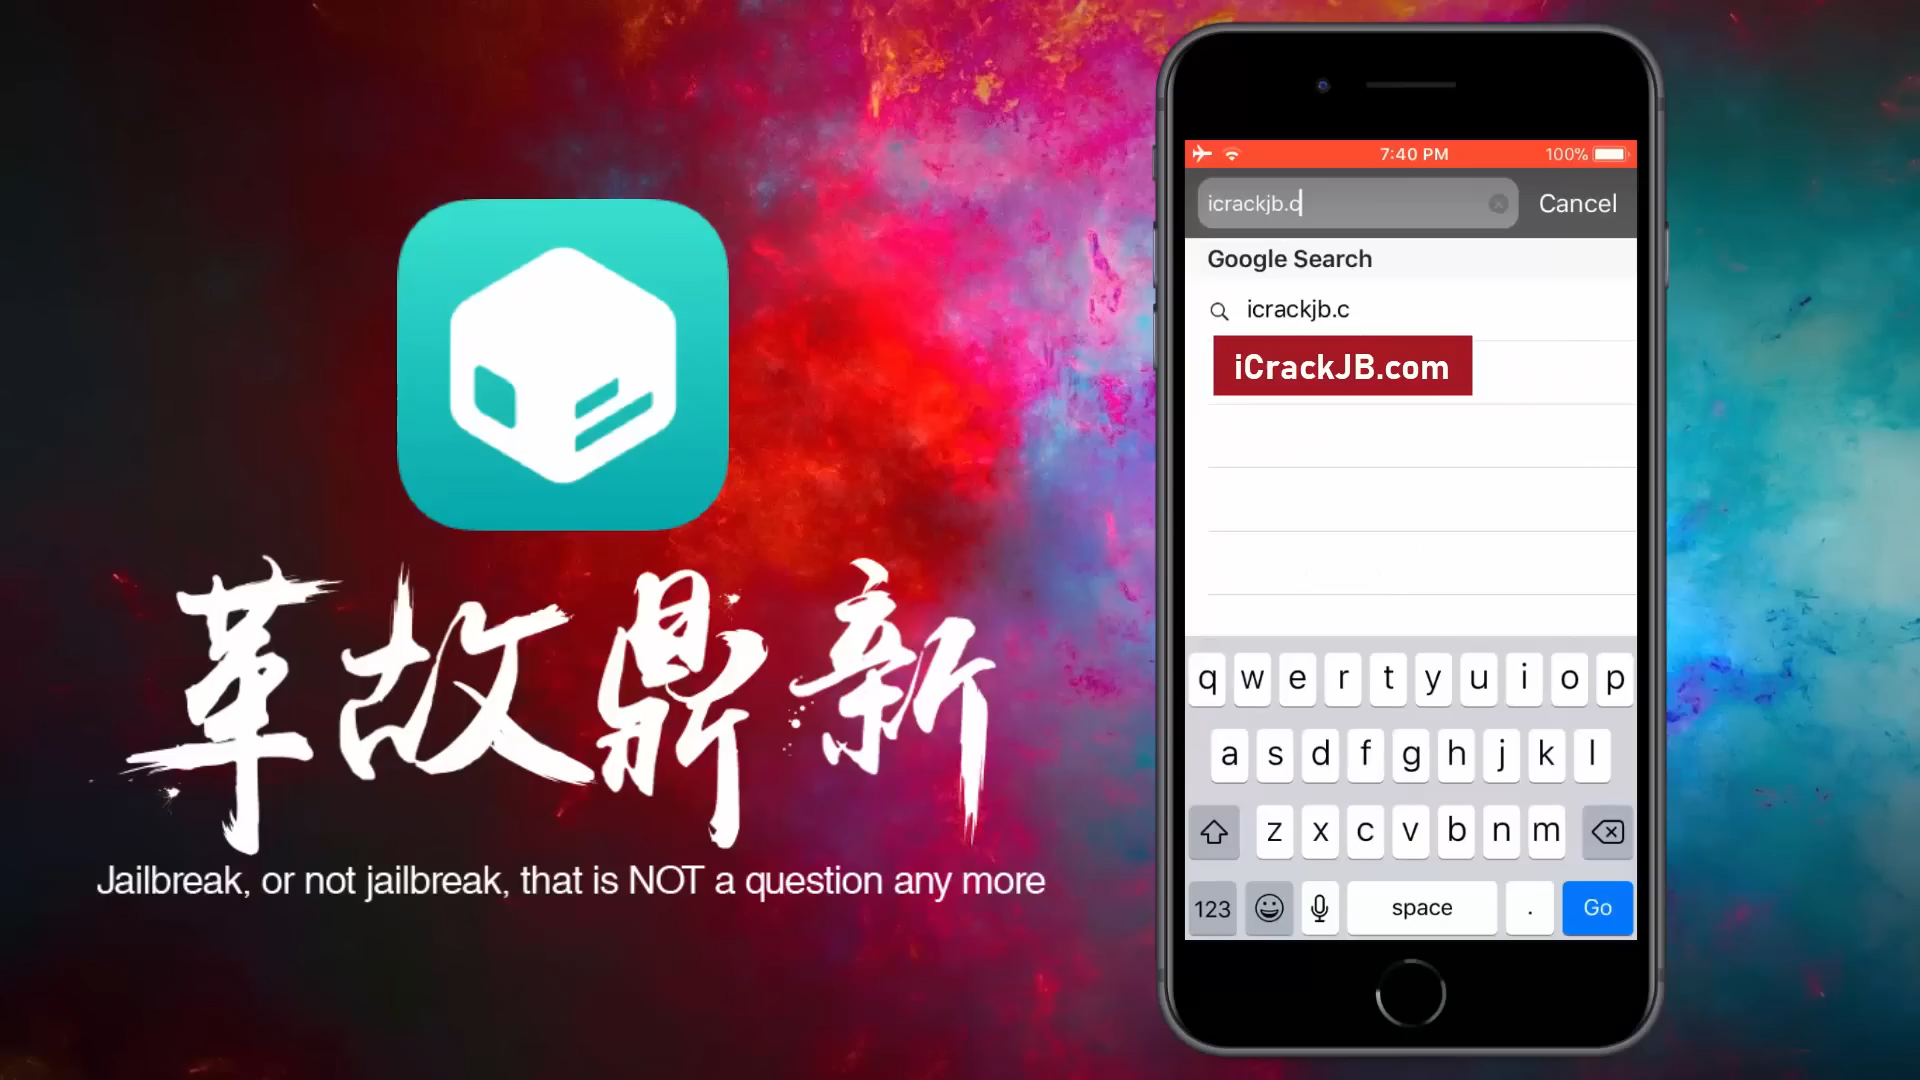 革故鼎新
Jailbreak, or not jailbreak, that is NOT a question any more
7:40 PM
100%
icrackjb.c
Cancel
Google Search
icrackjb.c
iCrackJB.com
q w e r t y u i o p
a s d f g h j k l
z x c v b n m
123 space . Go